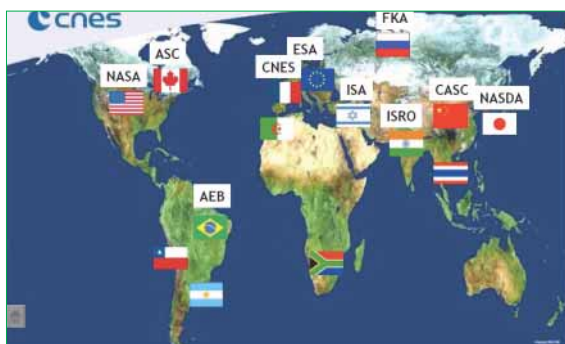 cnes
FKA
ASC
ESA
NASA
CNES
ISA
CASC
NASDA
ISRO
AEB